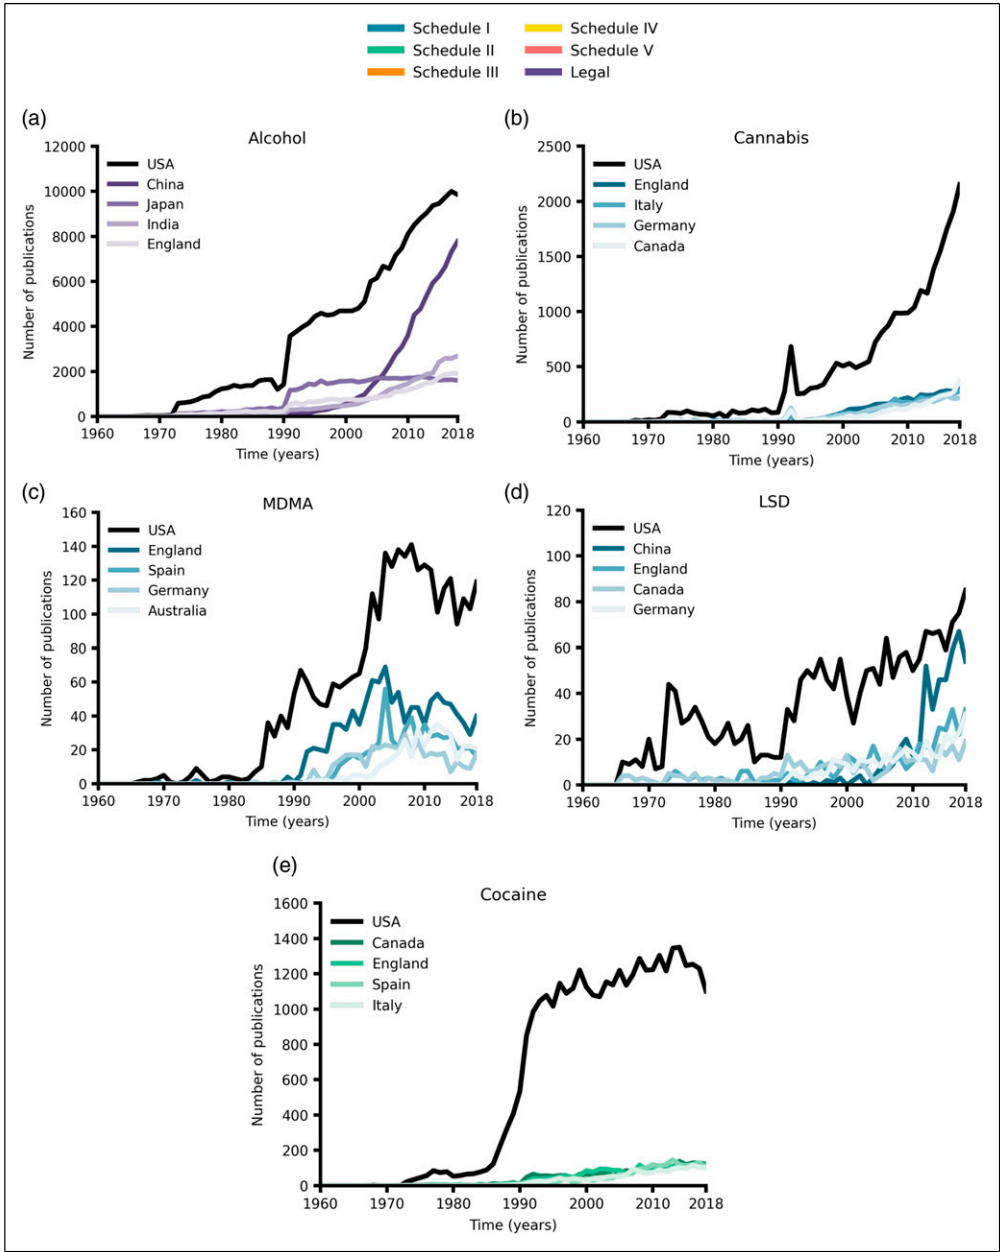 Schedule I
Schedule II
Schedule III
Schedule IV
Schedule V
Legal
(a)
Alcohol
12000
10000
8000
6000
4000
2000
0
Number of publications
USA
China
Japan
India
England
1960 1970 1980 1990 2000 2010 2018
Time (years)
(b)
Cannabis
2500
2000
1500
1000
500
0
Number of publications
USA
England
Italy
Germany
Canada
1960 1970 1980 1990 2000 2010 2018
Time (years)
(c)
MDMA
160
140
120
100
80
60
40
20
0
Number of publications
USA
England
Spain
Germany
Australia
1960 1970 1980 1990 2000 2010 2018
Time (years)
(d)
LSD
120
100
80
60
40
20
0
Number of publications
USA
China
England
Canada
Germany
1960 1970 1980 1990 2000 2010 2018
Time (years)
(e)
Cocaine
1600
1400
1200
1000
800
600
400
200
0
Number of publications
USA
Canada
England
Spain
Italy
1960 1970 1980 1990 2000 2010 2018
Time (years)